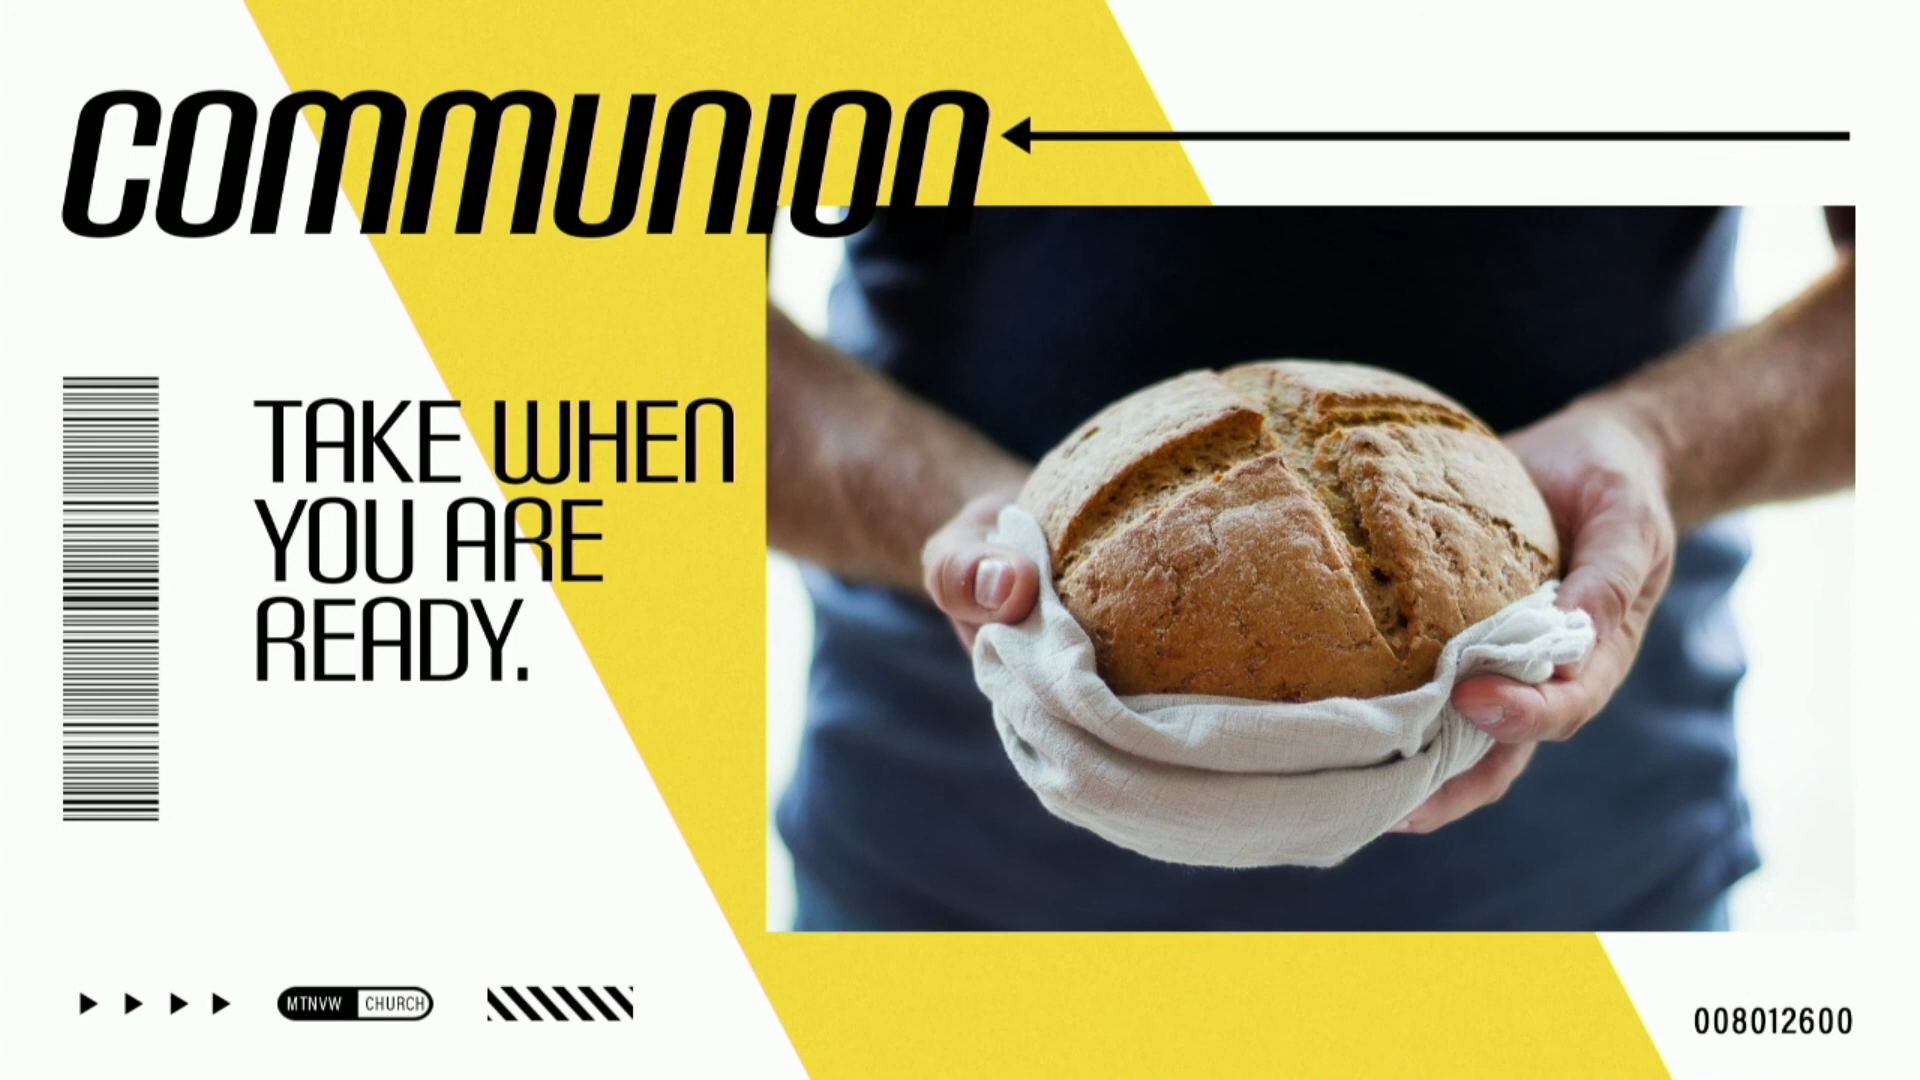 COMMUNION
TAKE WHEN
YOU ARE
READY.
MTNVW CHURCH
008012600